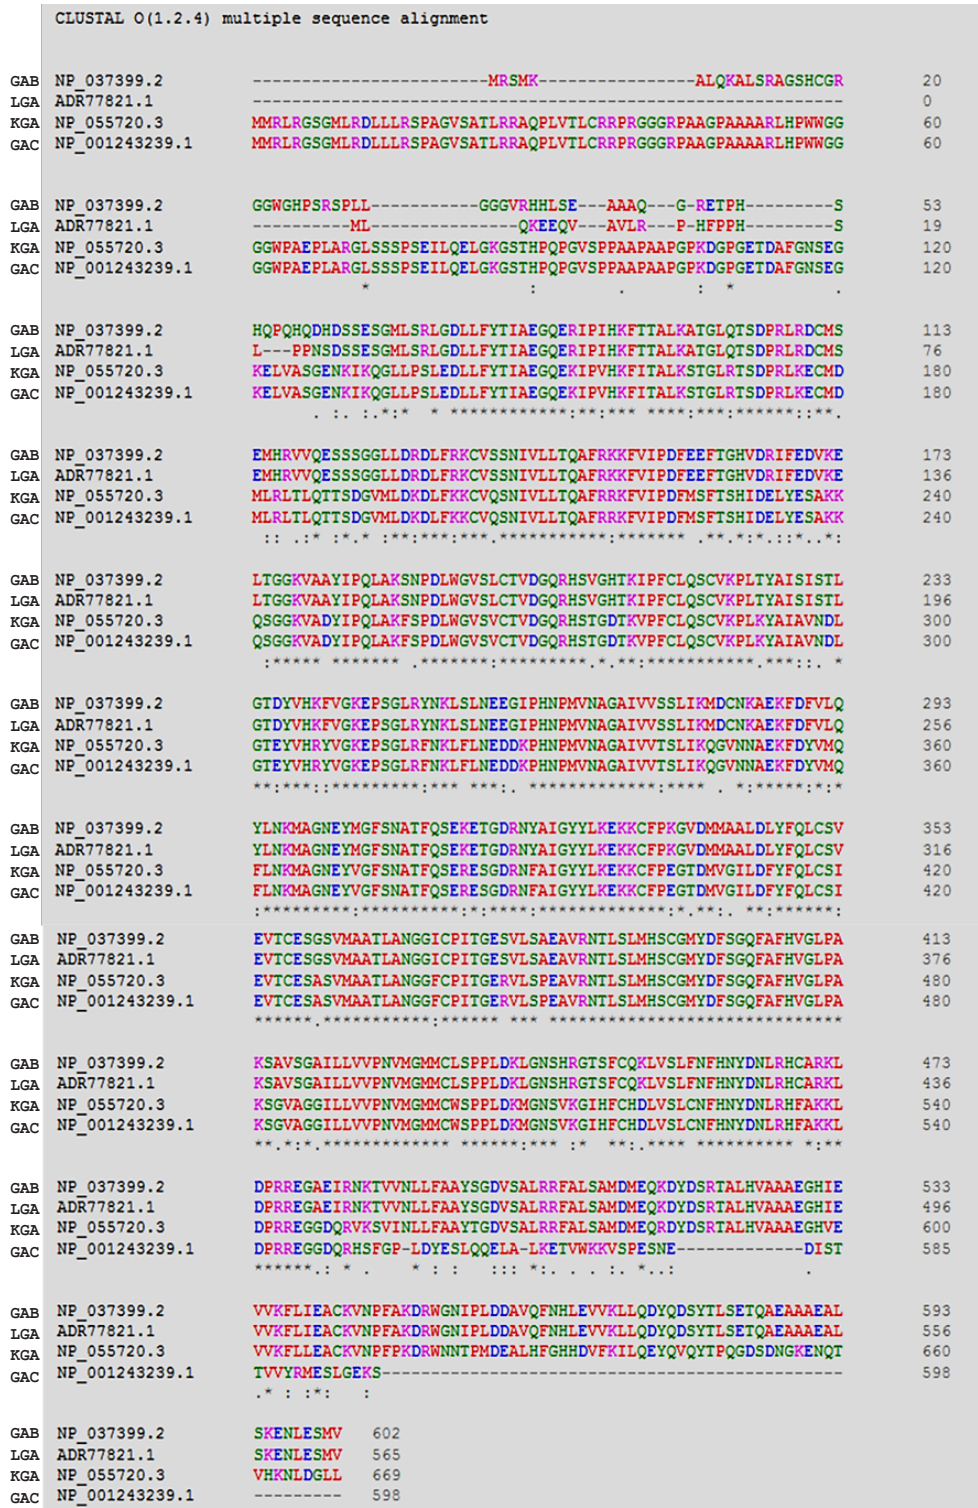 CLUSTAL O(1.2.4) multiple sequence alignment
GAB NP_037399.2 ------------------------MRSMK----------------ALQKALSRAGSHCGR 20
LGA ADR77821.1 ------------------------------------------------------------ 0
KGA NP_055720.3 MMRLRGSGMLRDLLLRSPAGVSATLRRAQPLVTLCRRPRGGGRPAAGPAAAARLHPWWGG 60
GAC NP_001243239.1 MMRLRGSGMLRDLLLRSPAGVSATLRRAQPLVTLCRRPRGGGRPAAGPAAAARLHPWWGG 60
GAB NP_037399.2 GGWGHPSRSPLL-----------GGGVRHHLSE---AAAQ---G-RETPH---------S 53
LGA ADR77821.1 ----------ML---------------QKEEQV---AVLR---P-HFPPH---------S 19
KGA NP_055720.3 GGWPAEPLARGLSSSPSEILQELGKGSTHPQPGVSPPAAPAAPGPKDGPGETDAFGNSEG 120
GAC NP_001243239.1 GGWPAEPLARGLSSSPSEILQELGKGSTHPQPGVSPPAAPAAPGPKDGPGETDAFGNSEG 120
* : . : * .
GAB NP_037399.2 HQPQHQDHDSSESGMLSRLGDLLFYTIAEGQERIPIHKFTTALKATGLQTSDPRLRDCMS 113
LGA ADR77821.1 L---PPNSDSSESGMLSRLGDLLFYTIAEGQERIPIHKFTTALKATGLQTSDPRLRDCMS 76
KGA NP_055720.3 KELVASGENKIKQGLLPSLEDLLFYTIAEGQEKIPVHKFITALKSTGLRTSDPRLKECMD 180
GAC NP_001243239.1 KELVASGENKIKQGLLPSLEDLLFYTIAEGQEKIPVHKFITALKSTGLRTSDPRLKECMD 180
. :. :.*:* * ************:**:*** ****:***:******::**.
GAB NP_037399.2 EMHRVVQESSSGGLLDRDLFRKCVSSNIVLLTQAFRKKFVIPDFEEFTGHVDRIFEDVKE 173
LGA ADR77821.1 EMHRVVQESSSGGLLDRDLFRKCVSSNIVLLTQAFRKKFVIPDFEEFTGHVDRIFEDVKE 136
KGA NP_055720.3 MLRLTLQTTSDGVMLDKDLFKKCVQSNIVLLTQAFRRKFVIPDFMSFTSHIDELYESAKK 240
GAC NP_001243239.1 MLRLTLQTTSDGVMLDKDLFKKCVQSNIVLLTQAFRRKFVIPDFMSFTSHIDELYESAKK 240
:: .:* :*.* :**:***:***.***********:******* .**.*:*.::*..*:
GAB NP_037399.2 LTGGKVAAYIPQLAKSNPDLWGVSLCTVDGQRHSVGHTKIPFCLQSCVKPLTYAISISTL 233
LGA ADR77821.1 LTGGKVAAYIPQLAKSNPDLWGVSLCTVDGQRHSVGHTKIPFCLQSCVKPLTYAISISTL 196
KGA NP_055720.3 QSGGKVADYIPQLAKFSPDLWGVSVCTVDGQRHSTGDTKVPFCLQSCVKPLKYAIAVNDL 300
GAC NP_001243239.1 QSGGKVADYIPQLAKFSPDLWGVSVCTVDGQRHSTGDTKVPFCLQSCVKPLKYAIAVNDL 300
:***** ******* .*******:*********.*.**:***********.***::. *
GAB NP_037399.2 GTDYVHKFVGKEPSGLRYNKLSLNEEGIPHNPMVNAGAIVVSSLIKMDCNKAEKFDFVLQ 293
LGA ADR77821.1 GTDYVHKFVGKEPSGLRYNKLSLNEEGIPHNPMVNAGAIVVSSLIKMDCNKAEKFDFVLQ 256
KGA NP_055720.3 GTEYVHRYVGKEPSGLRFNKLFLNEDDKPHNPMVNAGAIVVTSLIKQGVNNAEKFDYVMQ 360
GAC NP_001243239.1 GTEYVHRYVGKEPSGLRFNKLFLNEDDKPHNPMVNAGAIVVTSLIKQGVNNAEKFDYVMQ 360
**:***::*********:*** ***:. *************:**** . *:*****:*:*
GAB NP_037399.2 YLNKMAGNEYMGFSNATFQSEKETGDRNYAIGYYLKEKKCFPKGVDMMAALDLYFQLCSV 353
LGA ADR77821.1 YLNKMAGNEYMGFSNATFQSEKETGDRNYAIGYYLKEKKCFPKGVDMMAALDLYFQLCSV 316
KGA NP_055720.3 FLNKMAGNEYVGFSNATFQSERESGDRNFAIGYYLKEKKCFPEGTDMVGILDFYFQLCSI 420
GAC NP_001243239.1 FLNKMAGNEYVGFSNATFQSERESGDRNFAIGYYLKEKKCFPEGTDMVGILDFYFQLCSI 420
:*********:**********:*:****:*************:*.**:. **:******:
GAB NP_037399.2 EVTCESGSVMAATLANGGICPITGESVLSAEAVRNTLSLMHSCGMYDFSGQFAFHVGLPA 413
LGA ADR77821.1 EVTCESGSVMAATLANGGICPITGESVLSAEAVRNTLSLMHSCGMYDFSGQFAFHVGLPA 376
KGA NP_055720.3 EVTCESASVMAATLANGGFCPITGERVLSPEAVRNTLSLMHSCGMYDFSGQFAFHVGLPA 480
GAC NP_001243239.1 EVTCESASVMAATLANGGFCPITGERVLSPEAVRNTLSLMHSCGMYDFSGQFAFHVGLPA 480
******.***********:****** *** ******************************
GAB NP_037399.2 KSAVSGAILLVVPNVMGMMCLSPPLDKLGNSHRGTSFCQKLVSLFNFHNYDNLRHCARKL 473
LGA ADR77821.1 KSAVSGAILLVVPNVMGMMCLSPPLDKLGNSHRGTSFCQKLVSLFNFHNYDNLRHCARKL 436
KGA NP_055720.3 KSGVAGGILLVVPNVMGMMCWSPPLDKMGNSVKGIHFCHDLVSLCNFHNYDNLRHFAKKL 540
GAC NP_001243239.1 KSGVAGGILLVVPNVMGMMCWSPPLDKMGNSVKGIHFCHDLVSLCNFHNYDNLRHFAKKL 540
**.*:*.************* ******:*** :*  **:.**** ********** *:**
GAB NP_037399.2 DPRREGAEIRNKTVVNLLFAAYSGDVSALRRFALSAMDMEQKDYDSRTALHVAAAEGHIE 533
LGA ADR77821.1 DPRREGAEIRNKTVVNLLFAAYSGDVSALRRFALSAMDMEQKDYDSRTALHVAAAEGHIE 496
KGA NP_055720.3 DPRREGGDQRVKSVINLLFAAYTGDVSALRRFALSAMDMEQRDYDSRTALHVAAAEGHVE 600
GAC NP_001243239.1 DPRREGGDQRHSFGP-LDYESLQQELA-LKETVWKKVSPESNE-------------DIST 585
******.: * .    * : :   ::: *:. . .:. *..:             .
GAB NP_037399.2 VVKFLIEACKVNPFAKDRWGNIPLDDAVQFNHLEVVKLLQDYQDSYTLSETQAEAAAEAL 593
LGA ADR77821.1 VVKFLIEACKVNPFAKDRWGNIPLDDAVQFNHLEVVKLLQDYQDSYTLSETQAEAAAEAL 556
KGA NP_055720.3 VVKFLLEACKVNPFPKDRWNNTPMDEALHFGHHDVFKILQEYQVQYTPQGDSDNGKENQT 660
GAC NP_001243239.1 TVVYRMESLGEKS----------------------------------------------- 598
.* : :*:   :
GAB NP_037399.2 SKENLESMV 602
LGA ADR77821.1 SKENLESMV 565
KGA NP_055720.3 VHKNLDGLL 669
GAC NP_001243239.1 --------- 598